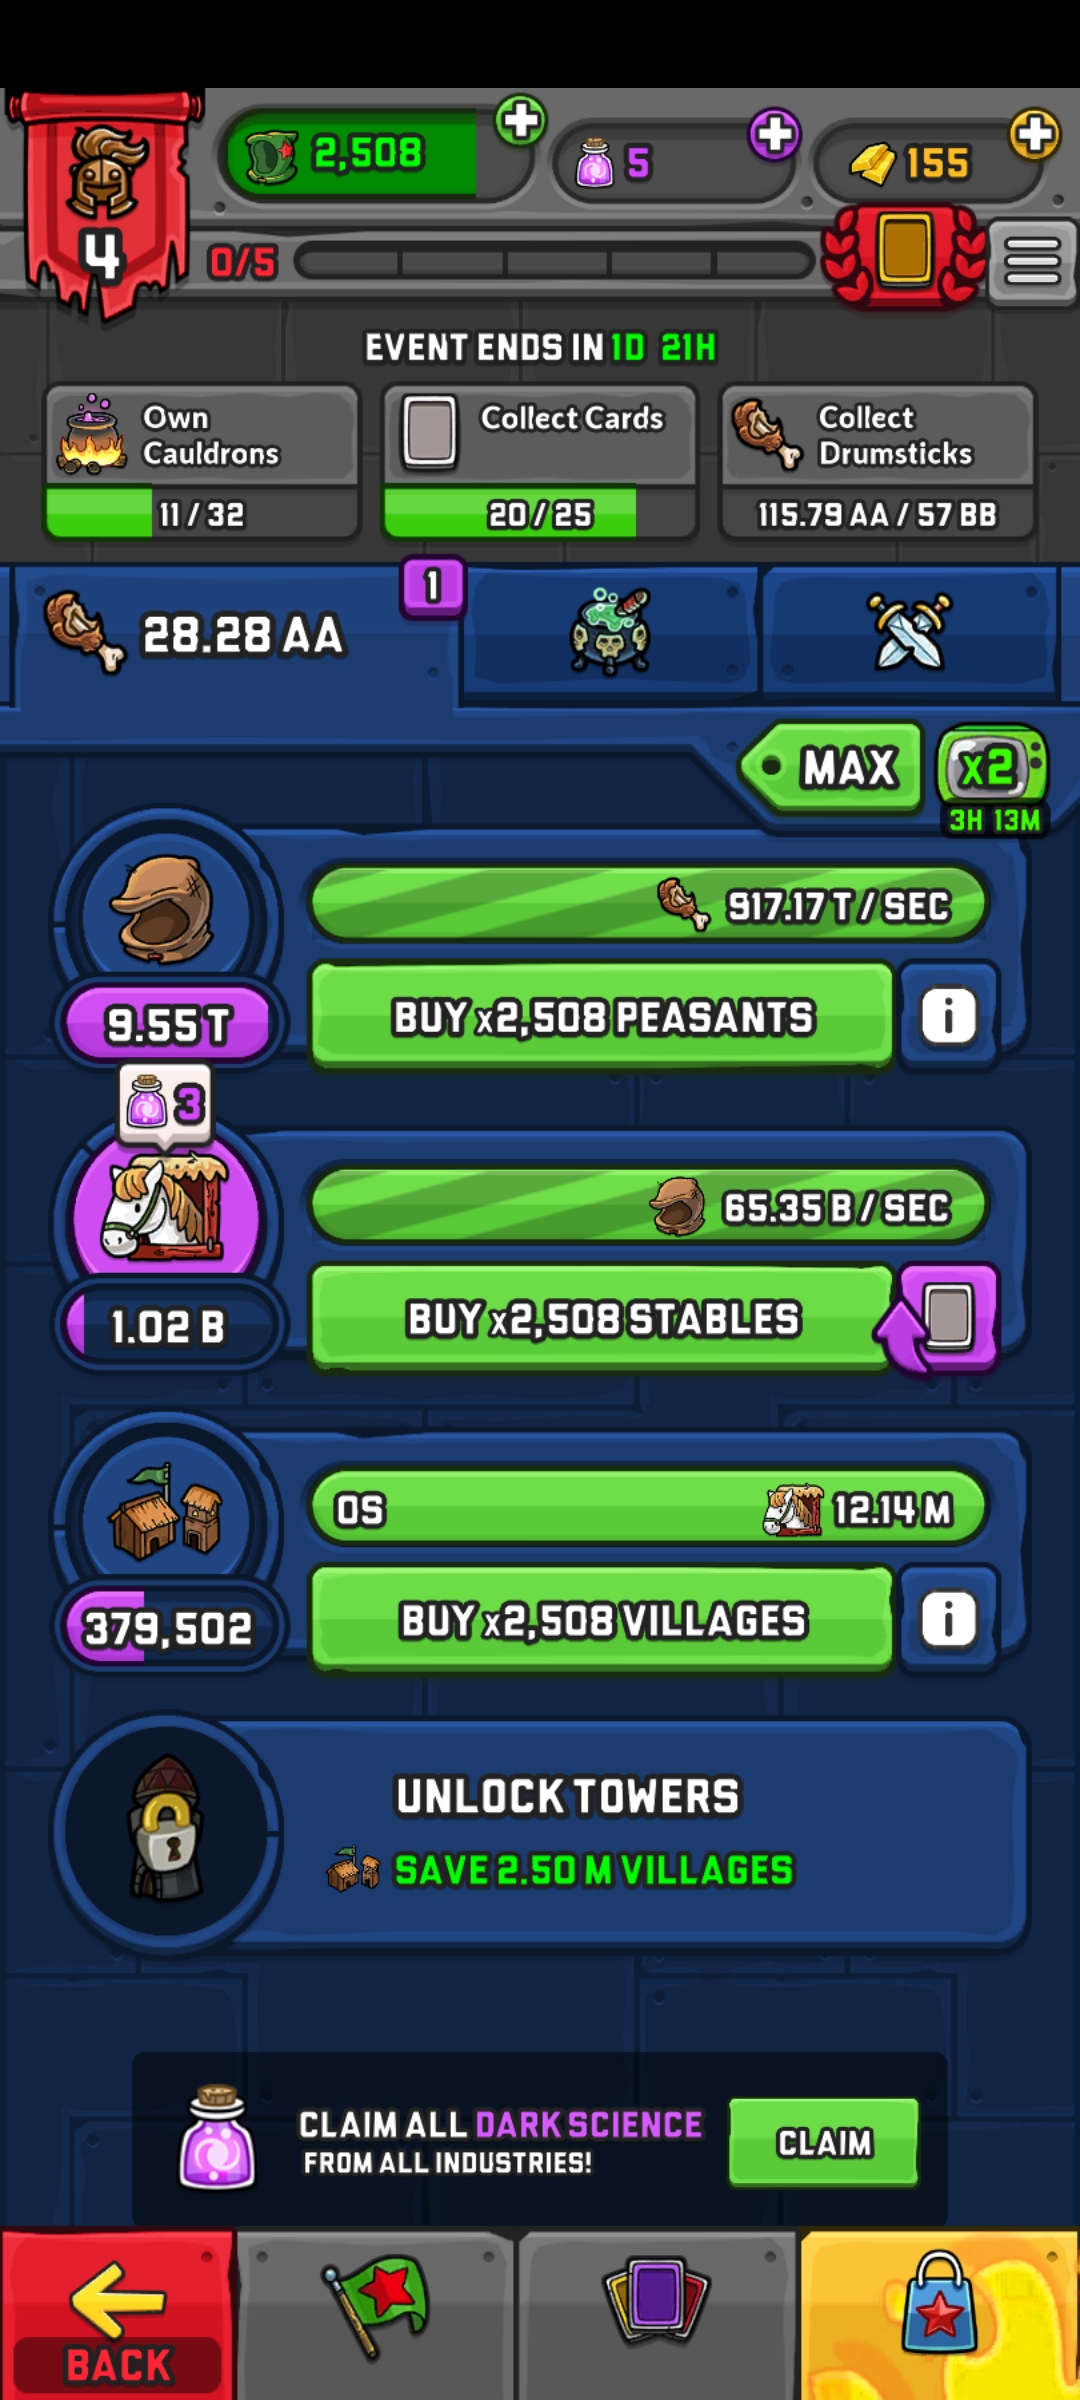 2,508
5
155
4
0/5
EVENT ENDS IN 1D 21H
Own
Cauldrons
11 / 32
Collect Cards
20 / 25
Collect
Drumsticks
115.79 AA / 57 BB
28.28 AA
1
MAX
x2
3H 13M
917.17 T / SEC
9.55 T
BUY x2,508 PEASANTS
i
3
65.35 B / SEC
1.02 B
BUY x2,508 STABLES
0S
12.14 M
379,502
BUY x2,508 VILLAGES
i
UNLOCK TOWERS
SAVE 2.50 M VILLAGES
CLAIM ALL DARK SCIENCE
FROM ALL INDUSTRIES!
CLAIM
BACK